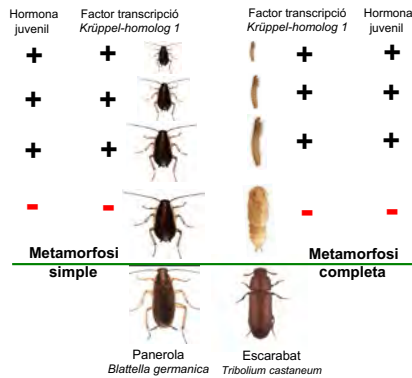 Hormona juvenil
Factor transcripció Krüppel-homolog 1
Factor transcripció Krüppel-homolog 1
Hormona juvenil
+ + + +
+ + + +
+ + + +
- - - -
Metamorfosi simple
Metamorfosi completa
Panerola
Blattella germanica
Escarabat
Tribolium castaneum